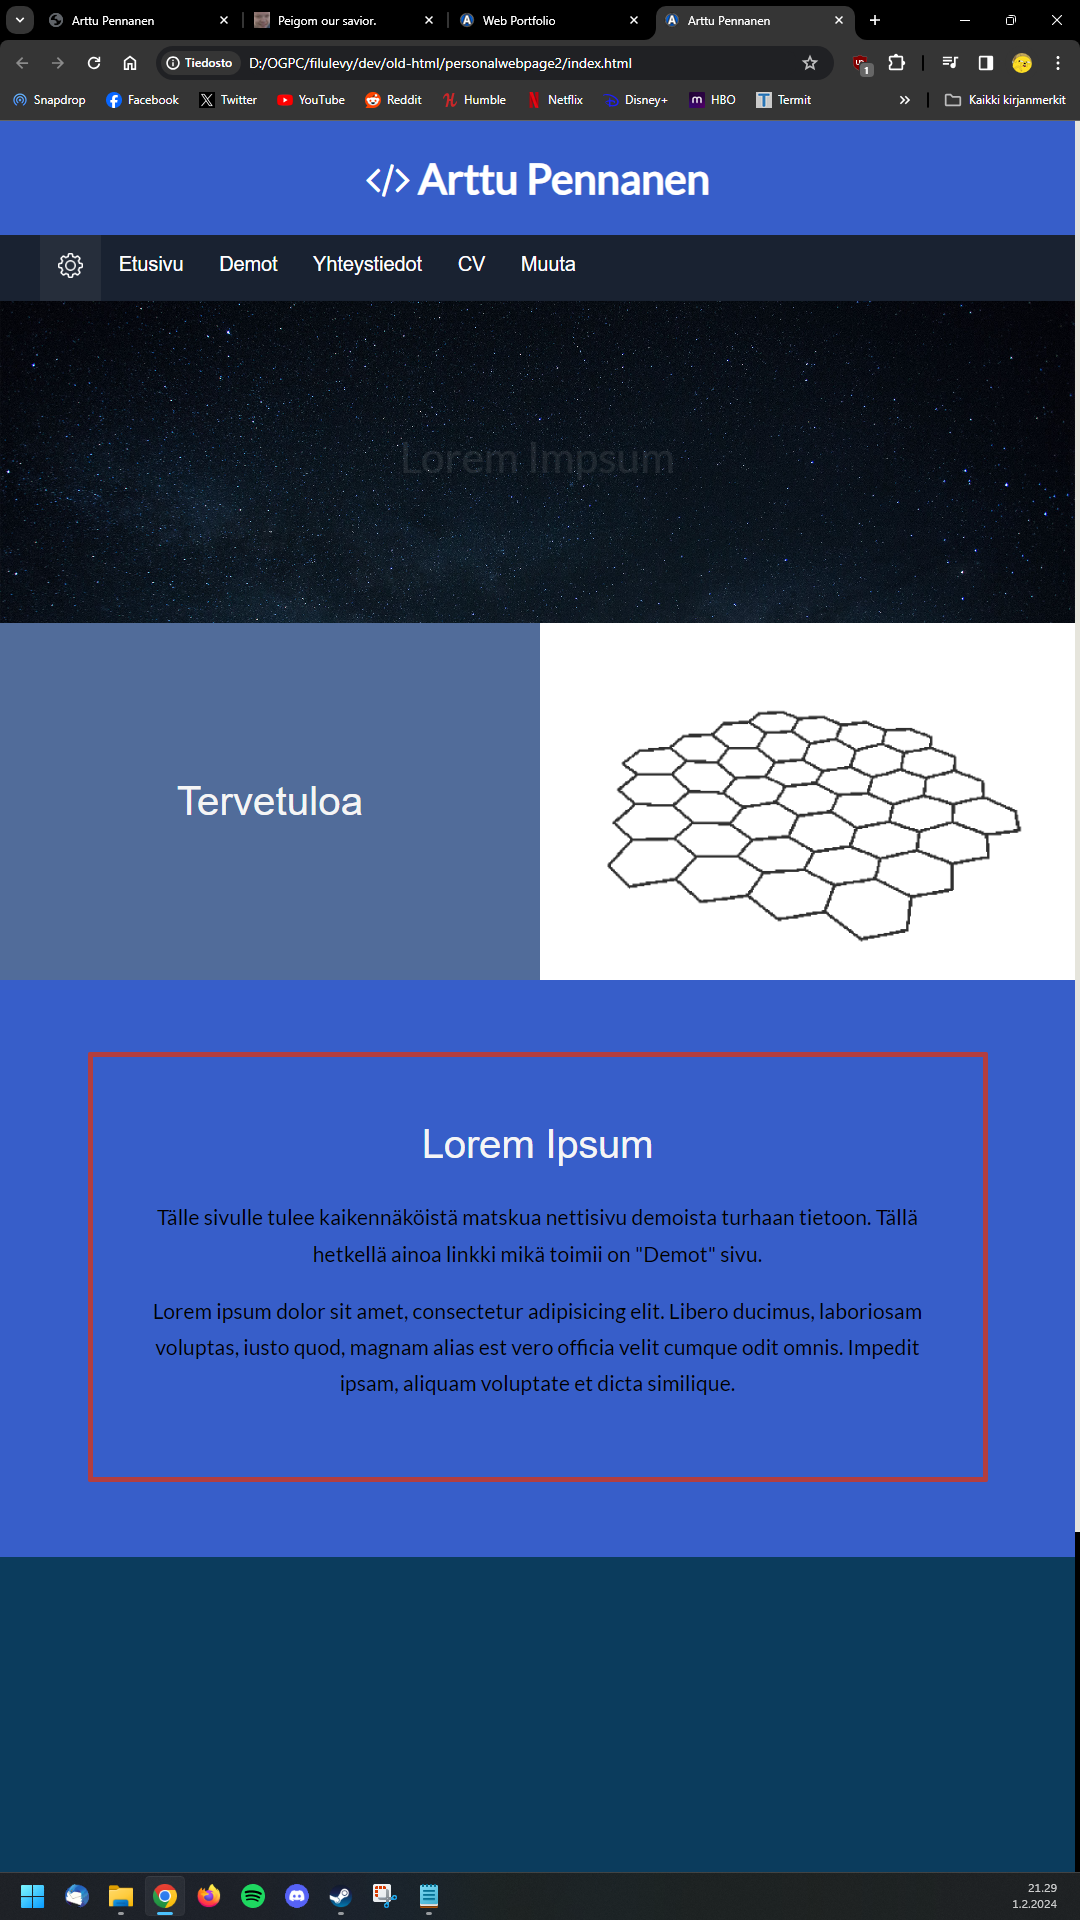 Arttu Pennanen
Peigom our savior.
Web Portfolio
Arttu Pennanen
Tiedosto
D:/OGPC/filulevy/dev/old-html/personalwebpage2/index.html
1
Snapdrop
Facebook
Twitter
YouTube
Reddit
Humble
Netflix
Disney+
HBO
Termit
Kaikki kirjanmerkit
</> Arttu Pennanen
Etusivu
Demot
Yhteystiedot
CV
Muuta
Lorem Impsum
Tervetuloa
Lorem Ipsum
Tälle sivulle tulee kaikennäköistä matskua nettisivu demoista turhaan tietoon. Tällä
hetkellä ainoa linkki mikä toimii on "Demot" sivu.
Lorem ipsum dolor sit amet, consectetur adipisicing elit. Libero ducimus, laboriosam
voluptas, iusto quod, magnam alias est vero officia velit cumque odit omnis. Impedit
ipsam, aliquam voluptate et dicta similique.
21.29
1.2.2024